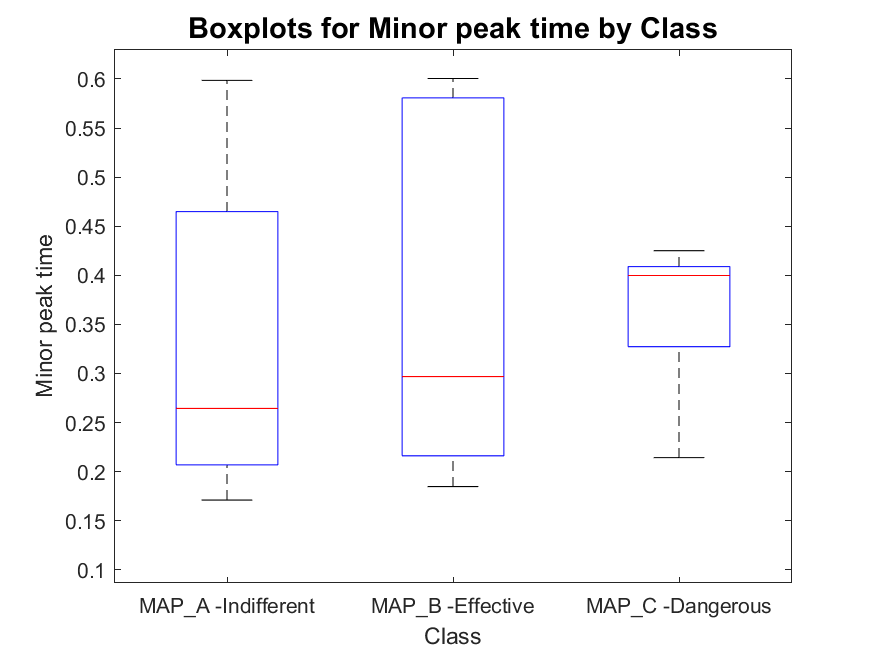 Boxplots for Minor peak time by Class
0.6
0.55
0.5
0.45
0.4
0.35
0.3
0.25
0.2
0.15
0.1
Minor peak time
MAP_A -Indifferent MAP_B -Effective MAP_C -Dangerous
Class